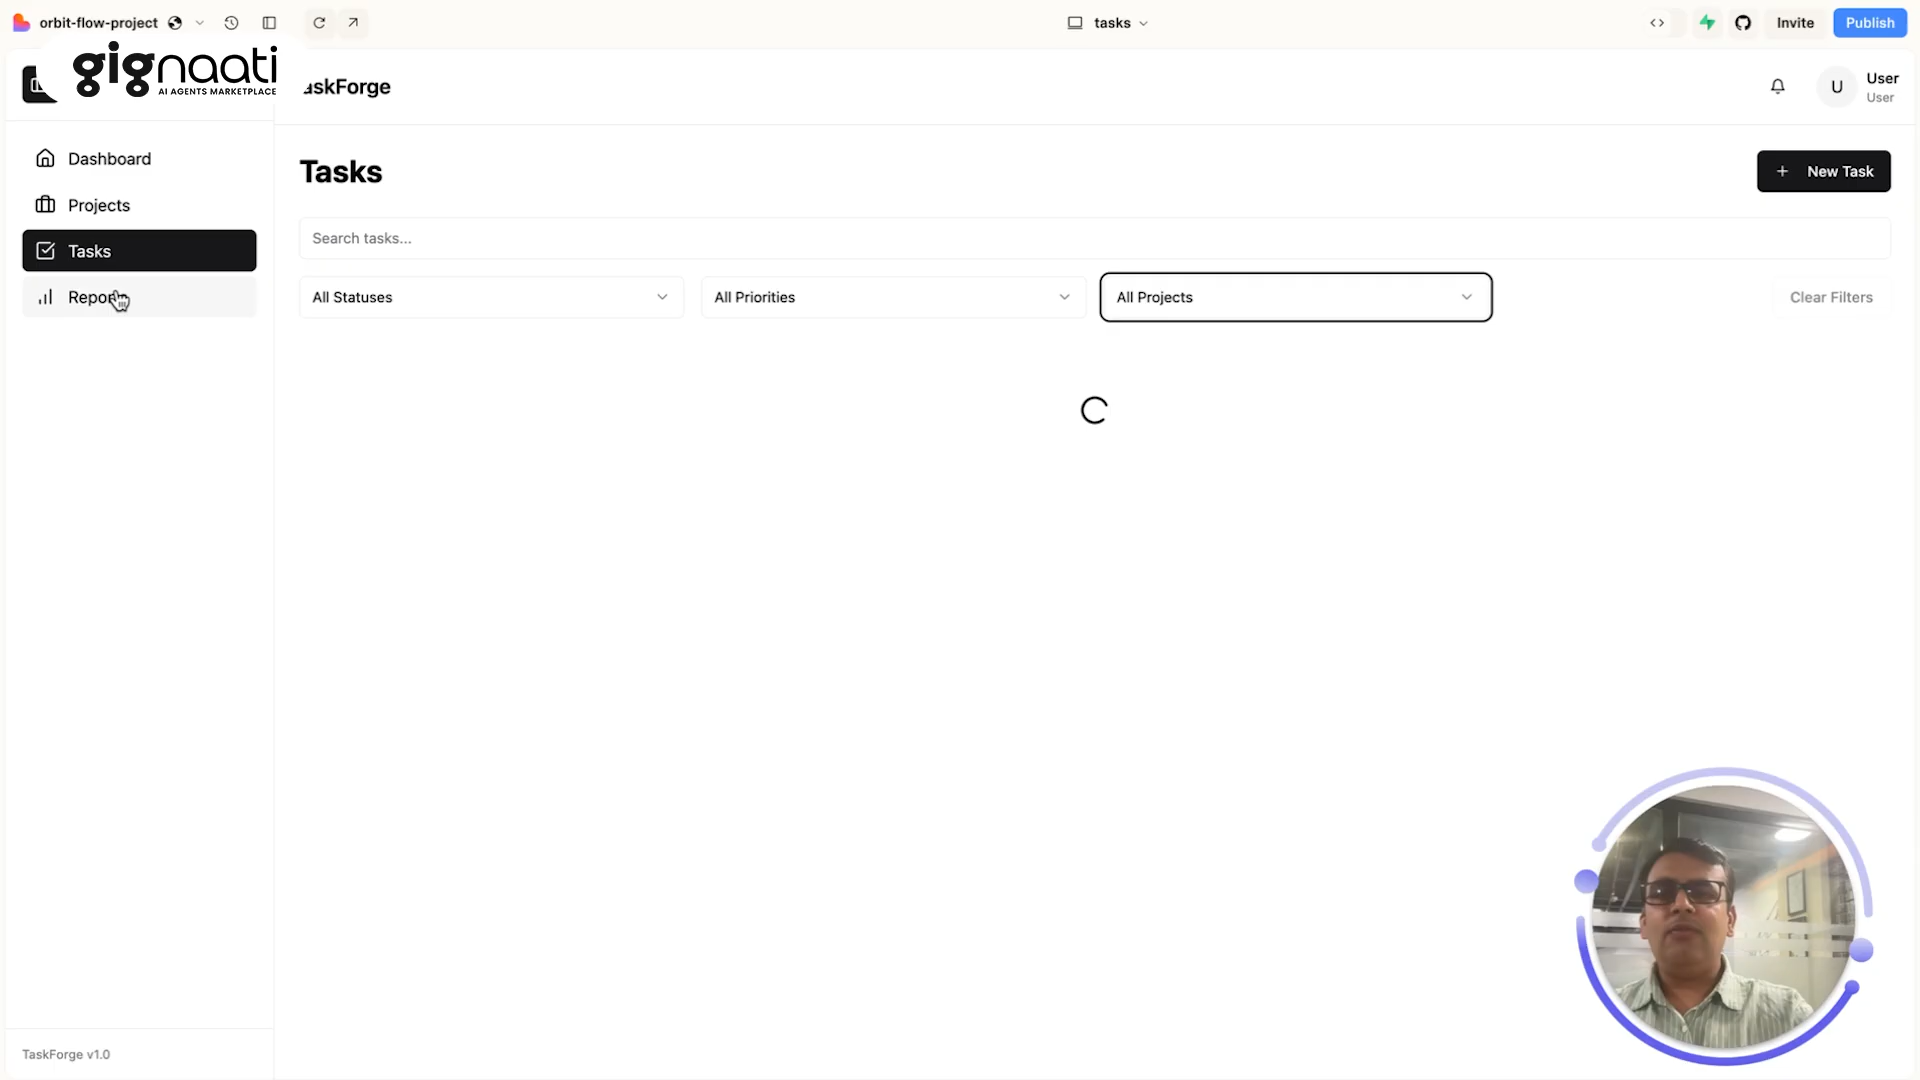 orbit-flow-project
tasks
Invite
Publish
gignaati
AI AGENTS MARKETPLACE
askForge
U
User
User
Dashboard
Projects
Tasks
Reports
Tasks
New Task
Search tasks...
All Statuses
All Priorities
All Projects
Clear Filters
TaskForge v1.0